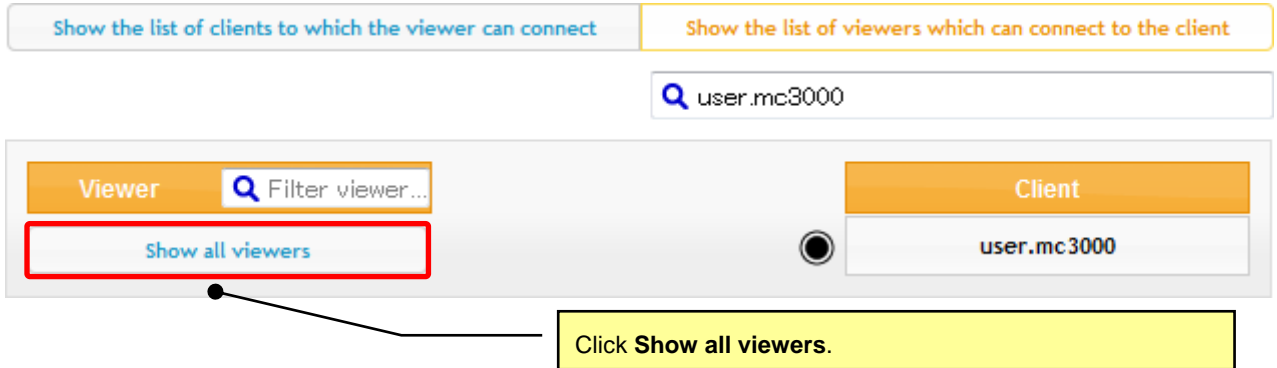 Show the list of clients to which the viewer can connect
Show the list of viewers which can connect to the client
user.mc3000
Viewer
Filter viewer...
Client
Show all viewers
user.mc3000
Click Show all viewers.